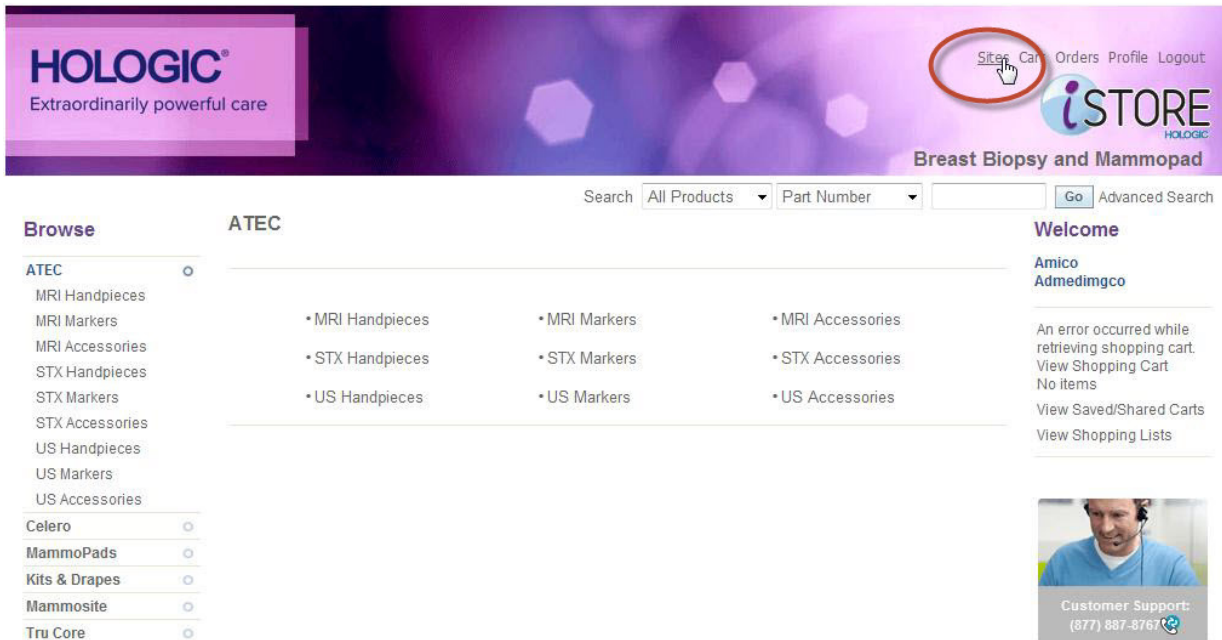 HOLOGIC®
Extraordinarily powerful care
Sites Cart Orders Profile Logout
iSTORE
HOLOGIC
Breast Biopsy and Mammopad
Search All Products Part Number Go Advanced Search
Browse
ATEC
MRI Handpieces
MRI Markers
MRI Accessories
STX Handpieces
STX Markers
STX Accessories
US Handpieces
US Markers
US Accessories
Celero
MammoPads
Kits & Drapes
Mammosite
Tru Core
ATEC
• MRI Handpieces • MRI Markers • MRI Accessories
• STX Handpieces • STX Markers • STX Accessories
• US Handpieces • US Markers • US Accessories
Welcome
Amico
Admedimgco
An error occurred while
retrieving shopping cart.
View Shopping Cart
No items
View Saved/Shared Carts
View Shopping Lists
Customer Support:
(877) 887-8767